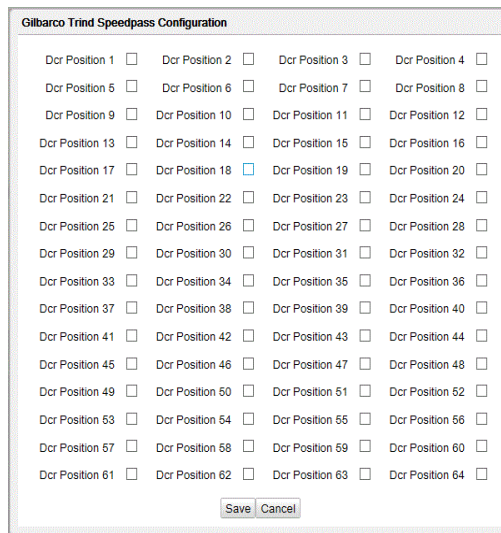 Gilbarco Trind Speedpass Configuration
Dcr Position 1 Dcr Position 2 Dcr Position 3 Dcr Position 4
Dcr Position 5 Dcr Position 6 Dcr Position 7 Dcr Position 8
Dcr Position 9 Dcr Position 10 Dcr Position 11 Dcr Position 12
Dcr Position 13 Dcr Position 14 Dcr Position 15 Dcr Position 16
Dcr Position 17 Dcr Position 18 Dcr Position 19 Dcr Position 20
Dcr Position 21 Dcr Position 22 Dcr Position 23 Dcr Position 24
Dcr Position 25 Dcr Position 26 Dcr Position 27 Dcr Position 28
Dcr Position 29 Dcr Position 30 Dcr Position 31 Dcr Position 32
Dcr Position 33 Dcr Position 34 Dcr Position 35 Dcr Position 36
Dcr Position 37 Dcr Position 38 Dcr Position 39 Dcr Position 40
Dcr Position 41 Dcr Position 42 Dcr Position 43 Dcr Position 44
Dcr Position 45 Dcr Position 46 Dcr Position 47 Dcr Position 48
Dcr Position 49 Dcr Position 50 Dcr Position 51 Dcr Position 52
Dcr Position 53 Dcr Position 54 Dcr Position 55 Dcr Position 56
Dcr Position 57 Dcr Position 58 Dcr Position 59 Dcr Position 60
Dcr Position 61 Dcr Position 62 Dcr Position 63 Dcr Position 64
Save Cancel